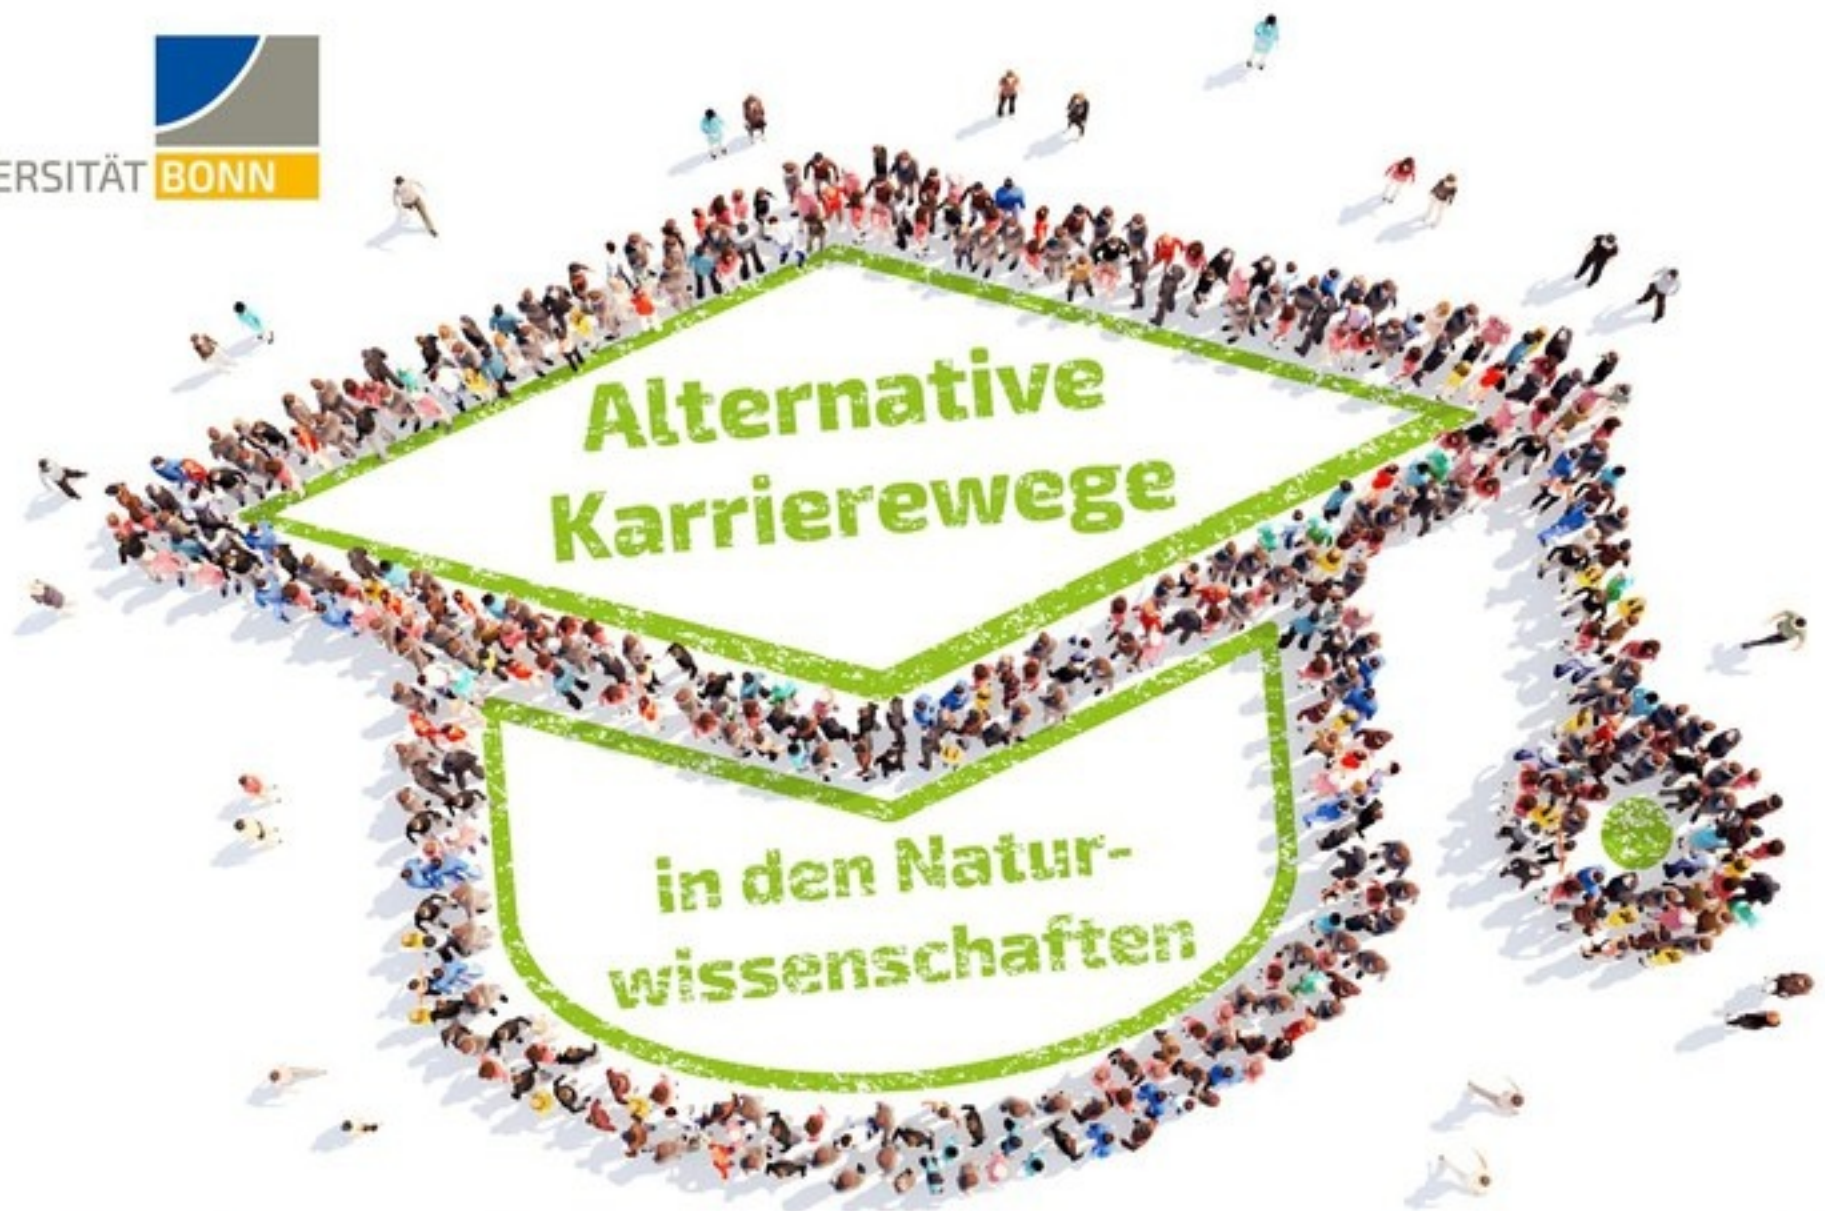 ERSITÄT BONN
Alternative
Karrierewege
in den Natur-
wissenschaften